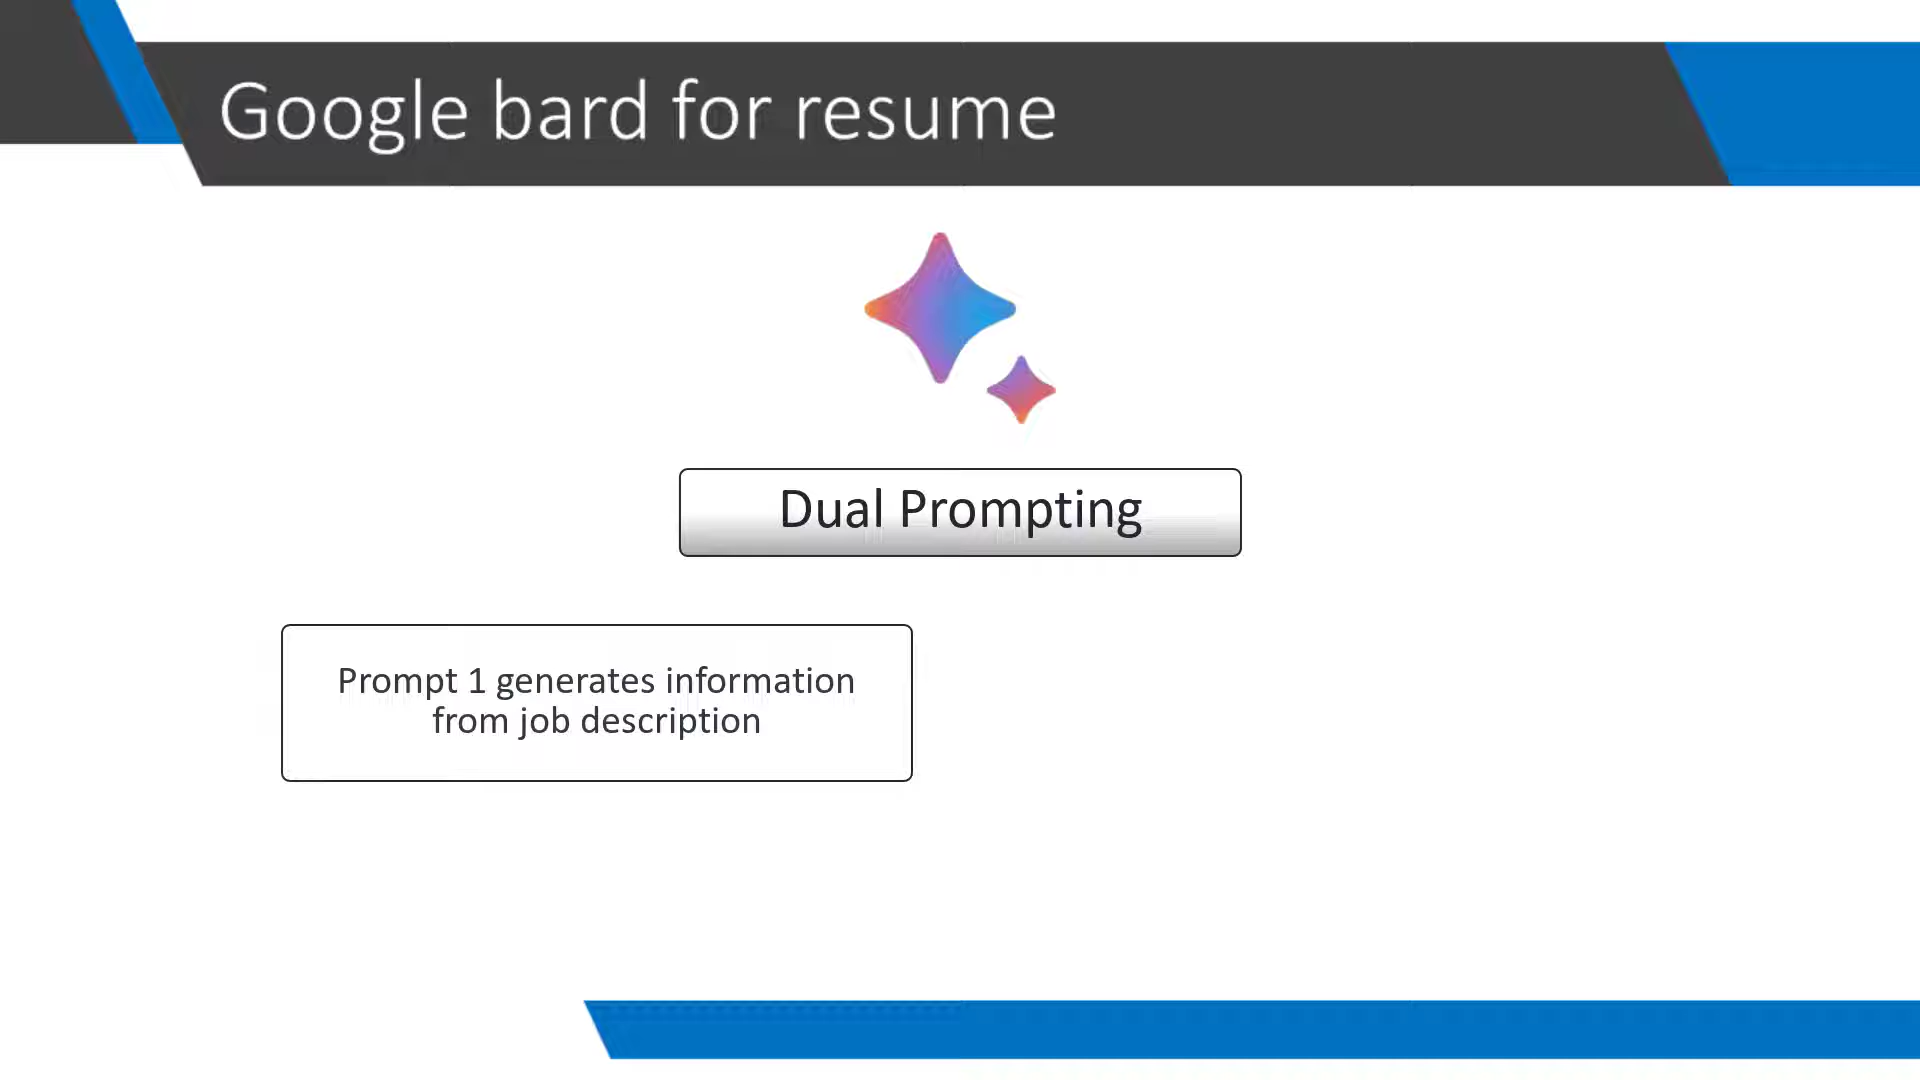 Google bard for resume
Dual Prompting
Prompt 1 generates information
from job description